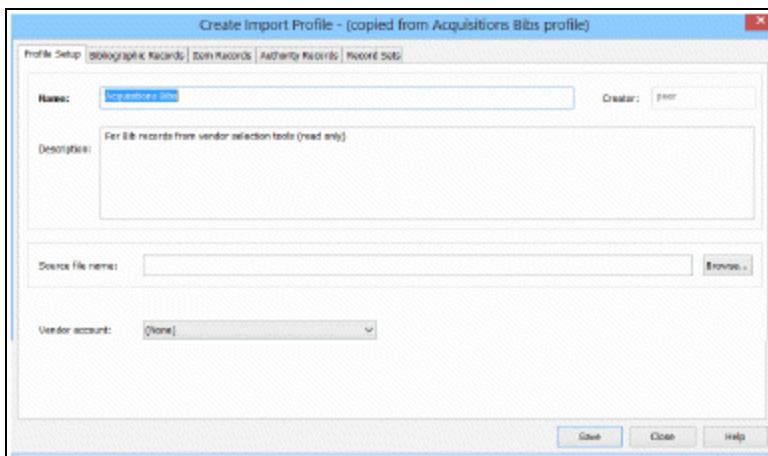 Create Import Profile - (copied from Acquisitions Bibs profile)
Profile Setup Bibliographic Records Item Records Authority Records Record Sets
Name: Acquisitions Bibs Creator: peer
Description: For Bib records from vendor selection tools (read only)
Source file name: Browse...
Vendor account: (None)
Save Close Help